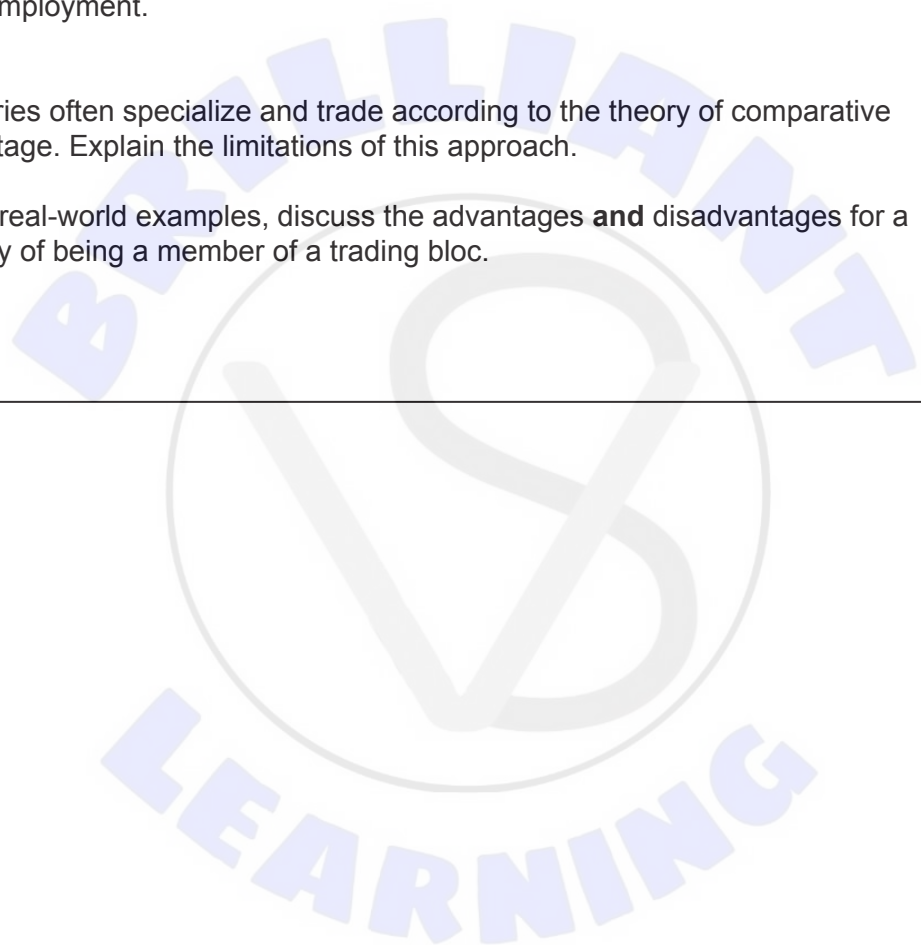 mployment.
ries often specialize and trade according to the theory of comparative
tage. Explain the limitations of this approach.
real-world examples, discuss the advantages and disadvantages for a
y of being a member of a trading bloc.
BRILLIANT
VS
LEARNING